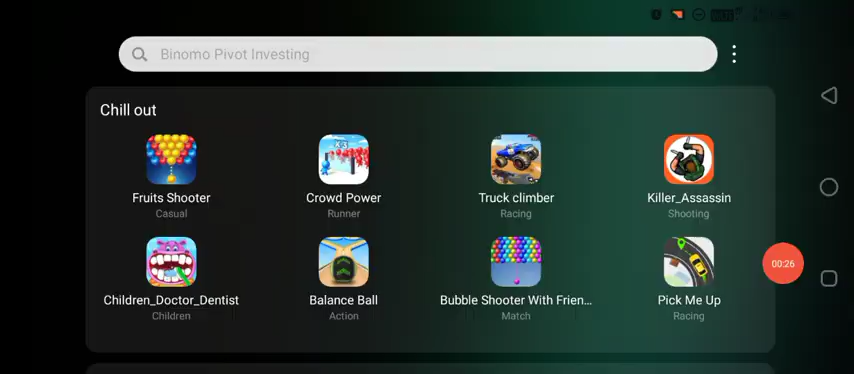 Binomo Pivot Investing
Chill out
Fruits Shooter
Crowd Power
Truck climber
Killer_Assassin
Casual
Runner
Racing
Shooting
Children_Doctor_Dentist
Balance Ball
Bubble Shooter With Frien...
Pick Me Up
Children
Action
Match
Racing
00:26